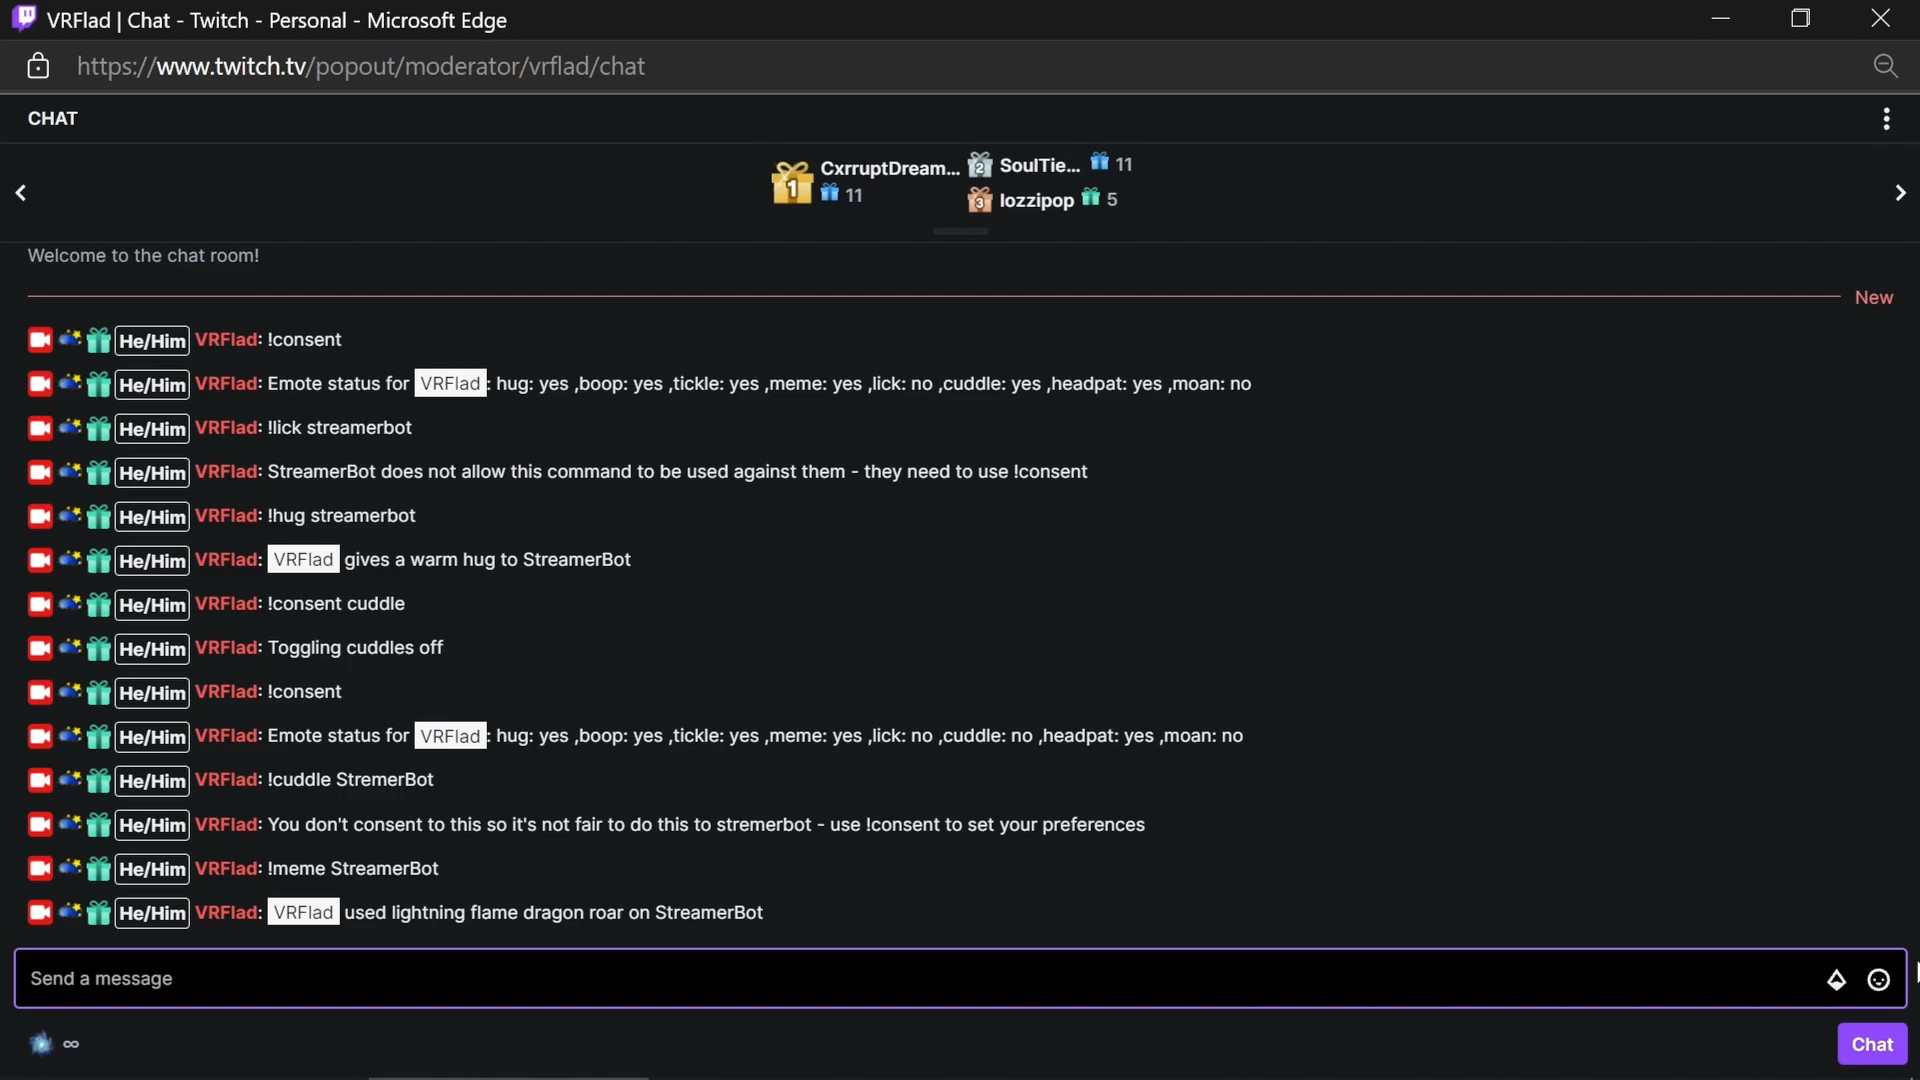 VRFlad | Chat - Twitch - Personal - Microsoft Edge
https://www.twitch.tv/popout/moderator/vrflad/chat
CHAT
1 CxrruptDream... 11
2 SoulTie... 11
3 lozzipop 5
Welcome to the chat room!
New
He/Him VRFlad: !consent
He/Him VRFlad: Emote status for VRFlad: hug: yes ,boop: yes ,tickle: yes ,meme: yes ,lick: no ,cuddle: yes ,headpat: yes ,moan: no
He/Him VRFlad: !lick streamerbot
He/Him VRFlad: StreamerBot does not allow this command to be used against them - they need to use !consent
He/Him VRFlad: !hug streamerbot
He/Him VRFlad: VRFlad gives a warm hug to StreamerBot
He/Him VRFlad: !consent cuddle
He/Him VRFlad: Toggling cuddles off
He/Him VRFlad: !consent
He/Him VRFlad: Emote status for VRFlad: hug: yes ,boop: yes ,tickle: yes ,meme: yes ,lick: no ,cuddle: no ,headpat: yes ,moan: no
He/Him VRFlad: !cuddle StremerBot
He/Him VRFlad: You don't consent to this so it's not fair to do this to stremerbot - use !consent to set your preferences
He/Him VRFlad: !meme StreamerBot
He/Him VRFlad: VRFlad used lightning flame dragon roar on StreamerBot
Send a message
∞
Chat